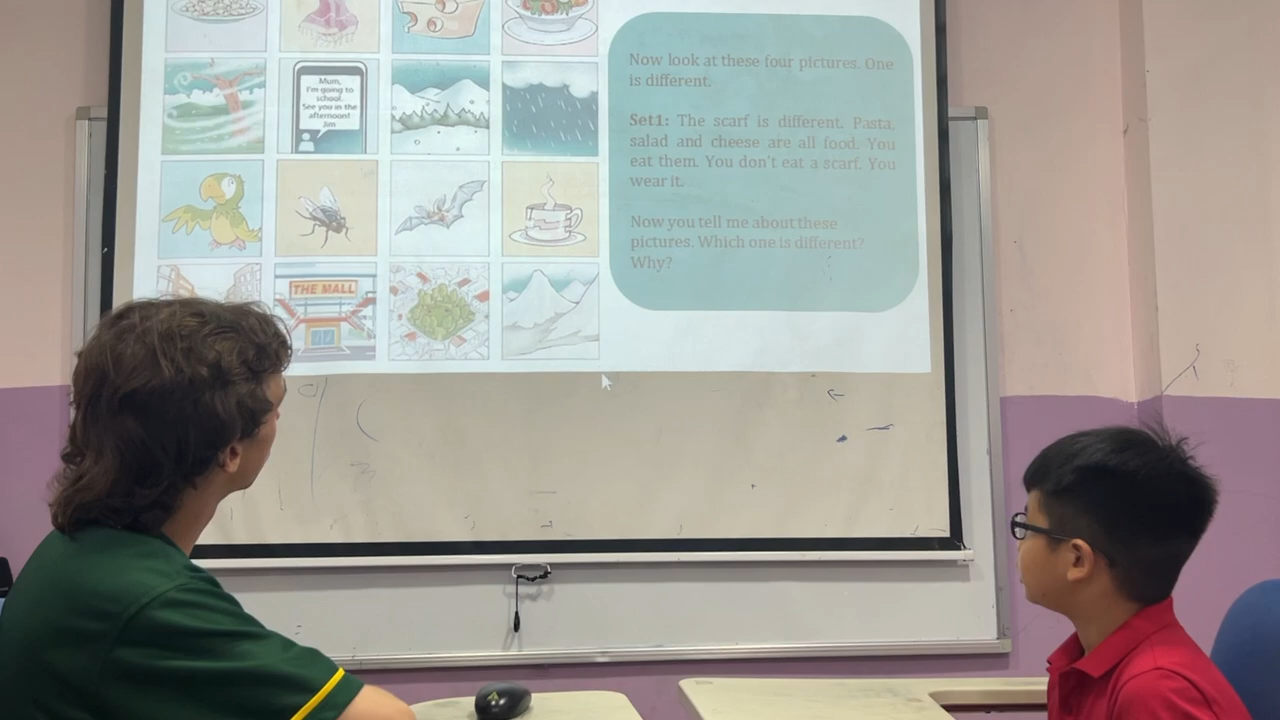 Mum,
I'm going to
school.
See you in the
afternoon!
Jim
THE MALL
Now look at these four pictures. One
is different.
Set1: The scarf is different. Pasta,
salad and cheese are all food. You
eat them. You don't eat a scarf. You
wear it.
Now you tell me about these
pictures. Which one is different?
Why?